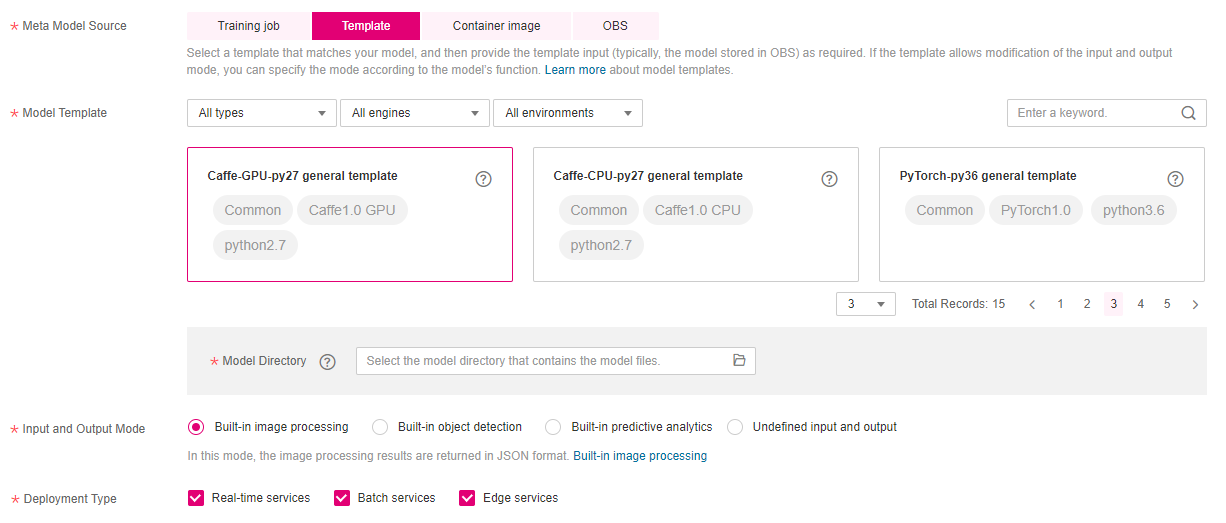 * Meta Model Source
Training job
Template
Container image
OBS
Select a template that matches your model, and then provide the template input (typically, the model stored in OBS) as required. If the template allows modification of the input and output
mode, you can specify the mode according to the model's function. Learn more about model templates.
* Model Template
All types
All engines
All environments
Enter a keyword.
Caffe-GPU-py27 general template
?
Common
Caffe1.0 GPU
python2.7
Caffe-CPU-py27 general template
?
Common
Caffe1.0 CPU
python2.7
PyTorch-py36 general template
?
Common
PyTorch1.0
python3.6
3
Total Records: 15
<
1
2
3
4
5
>
* Model Directory
?
Select the model directory that contains the model files.
* Input and Output Mode
Built-in image processing
Built-in object detection
Built-in predictive analytics
Undefined input and output
In this mode, the image processing results are returned in JSON format. Built-in image processing
* Deployment Type
Real-time services
Batch services
Edge services